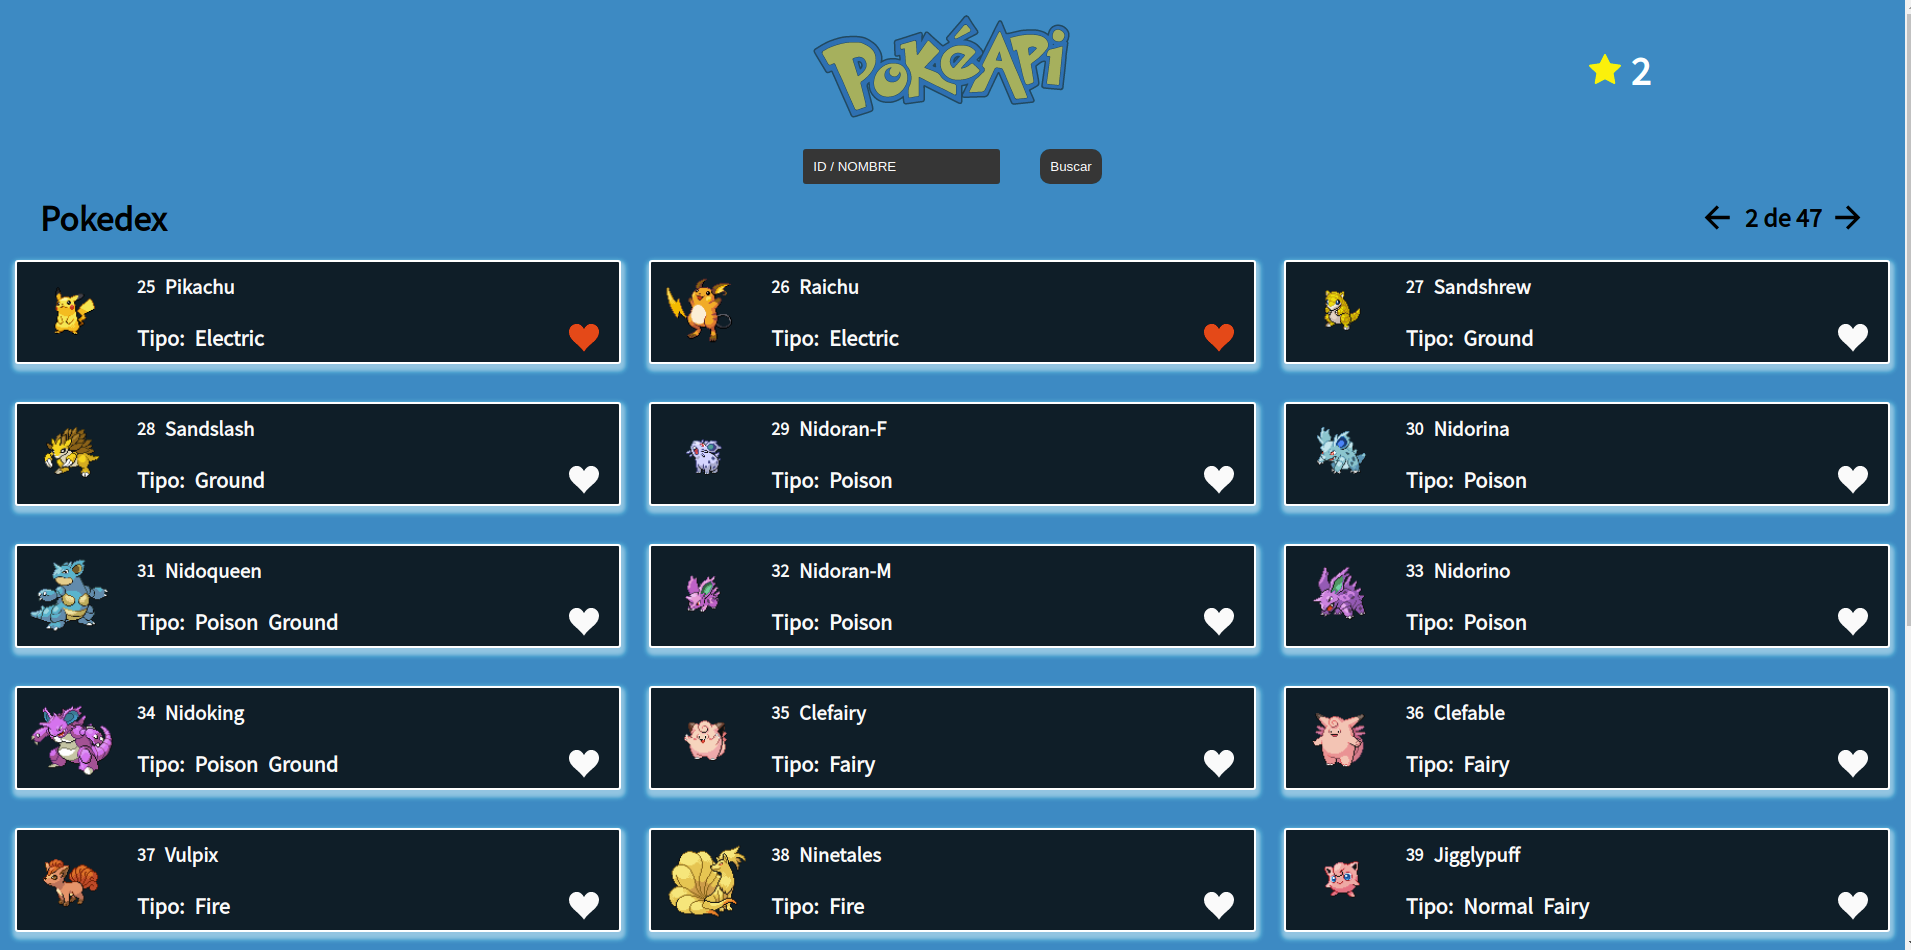 PokéApi
2
ID / NOMBRE
Buscar
Pokedex
2 de 47
25 Pikachu
Tipo: Electric
26 Raichu
Tipo: Electric
27 Sandshrew
Tipo: Ground
28 Sandslash
Tipo: Ground
29 Nidoran-F
Tipo: Poison
30 Nidorina
Tipo: Poison
31 Nidoqueen
Tipo: Poison Ground
32 Nidoran-M
Tipo: Poison
33 Nidorino
Tipo: Poison
34 Nidoking
Tipo: Poison Ground
35 Clefairy
Tipo: Fairy
36 Clefable
Tipo: Fairy
37 Vulpix
Tipo: Fire
38 Ninetales
Tipo: Fire
39 Jigglypuff
Tipo: Normal Fairy